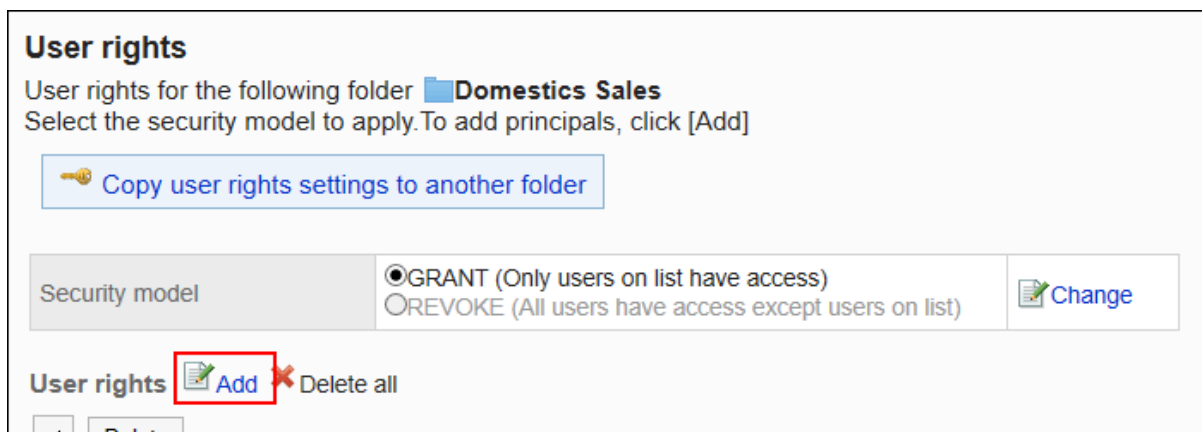 User rights
User rights for the following folder Domestics Sales
Select the security model to apply.To add principals, click [Add]
Copy user rights settings to another folder
Security model
GRANT (Only users on list have access)
REVOKE (All users have access except users on list)
Change
User rights Add Delete all